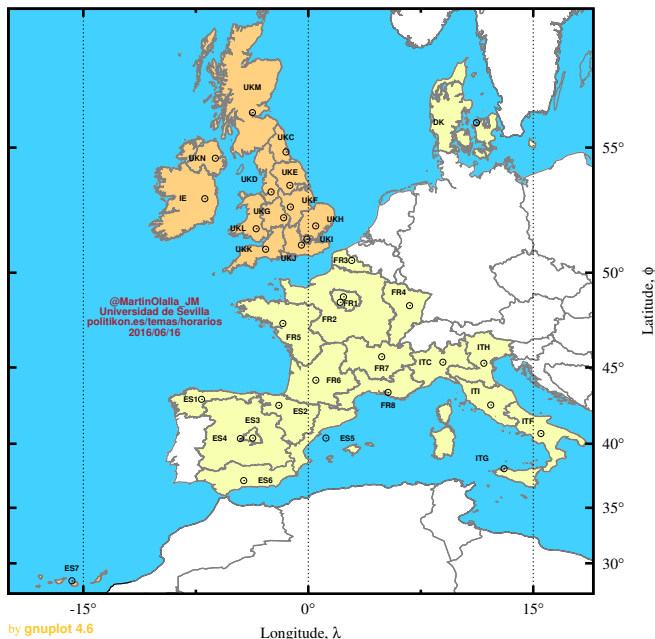 UKM
UKC
UKN
UKD
UKE
IE
UKG
UKF
UKL
UKH
UKK
UKJ
UKI
DK
55°
FR3
50°
@MartinOlalla_JM
Universidad de Sevilla
politikon.es/temas/horarios
2016/06/16
FR4
FR1
FR2
FR5
ITH
45°
FR7
ITC
FR6
ITI
ES1
FR8
ES2
ES3
ITF
ES4
ES5
40°
ITG
ES6
35°
30°
ES7
-15°
0°
15°
Longitude, λ
Latitude, ϕ
by gnuplot 4.6